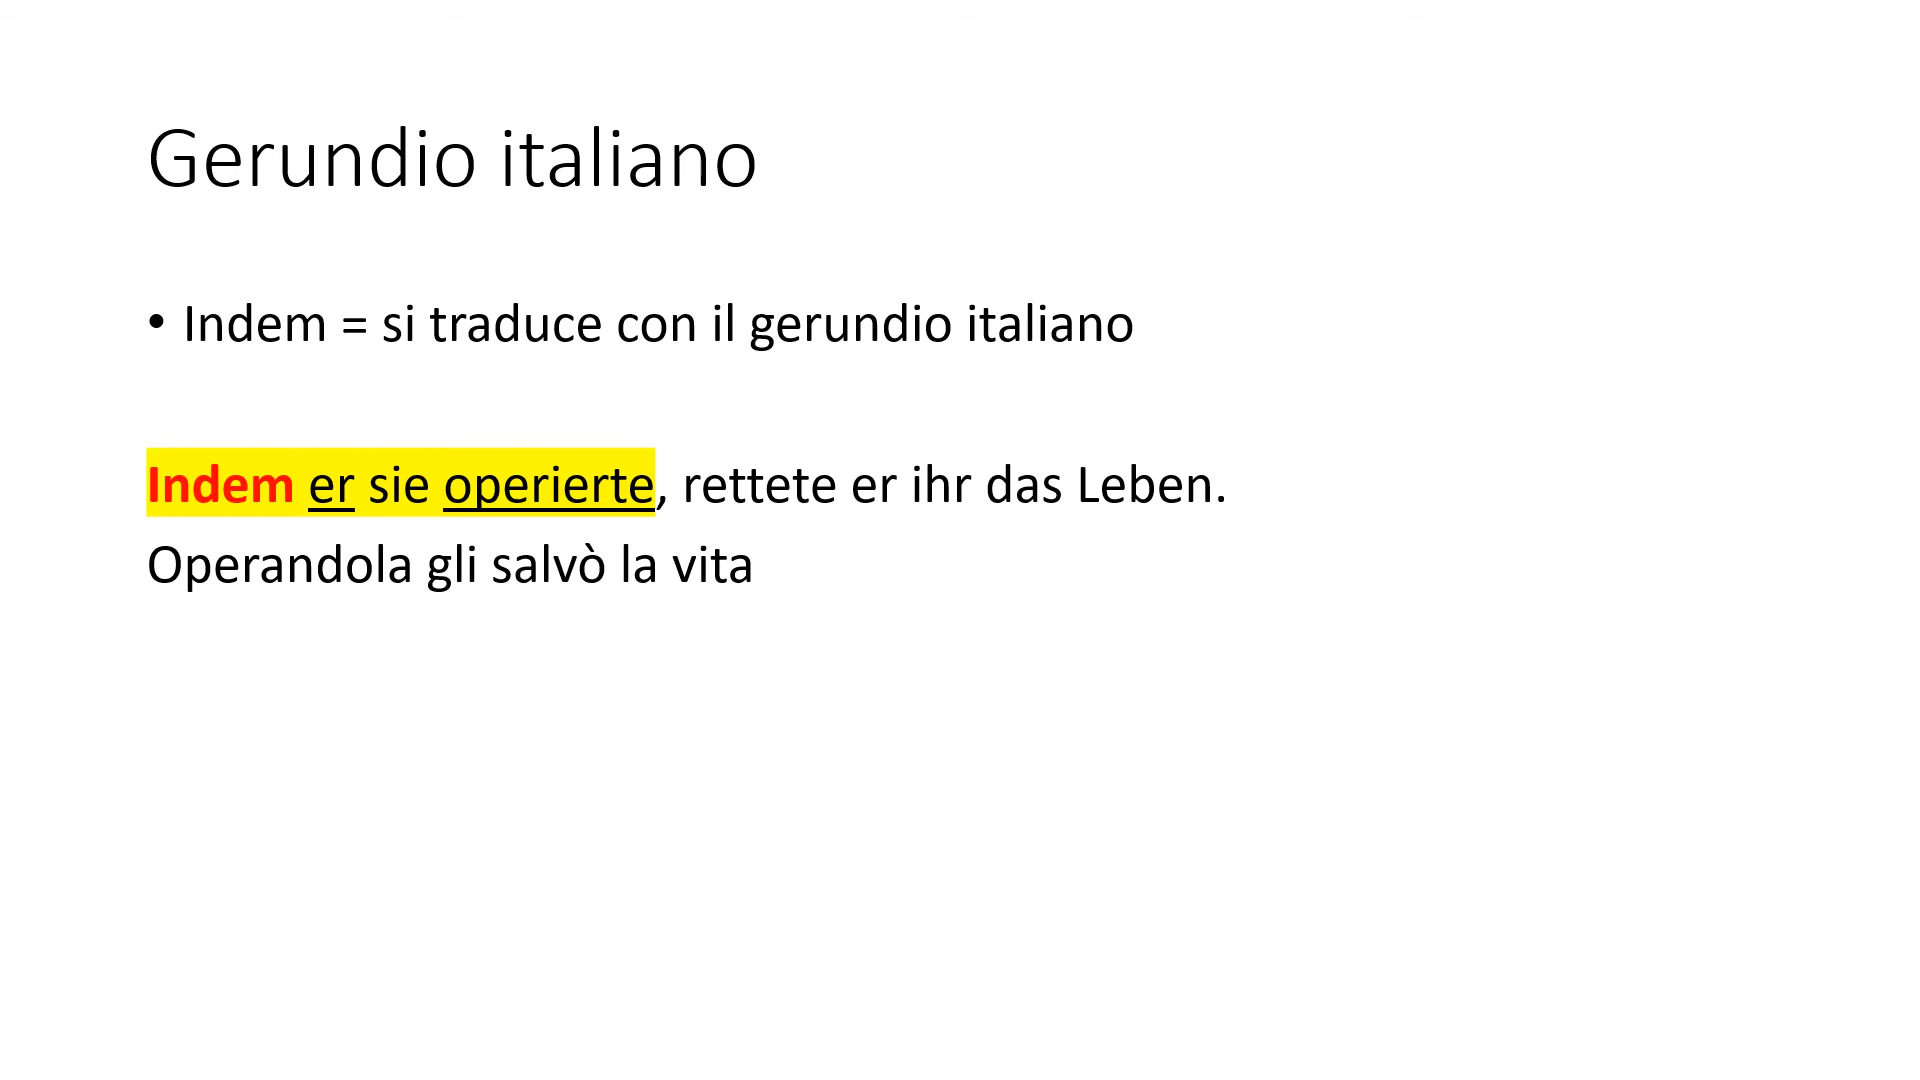 Gerundio italiano
• Indem = si traduce con il gerundio italiano
Indem er sie operierte, rettete er ihr das Leben.
Operandola gli salvò la vita